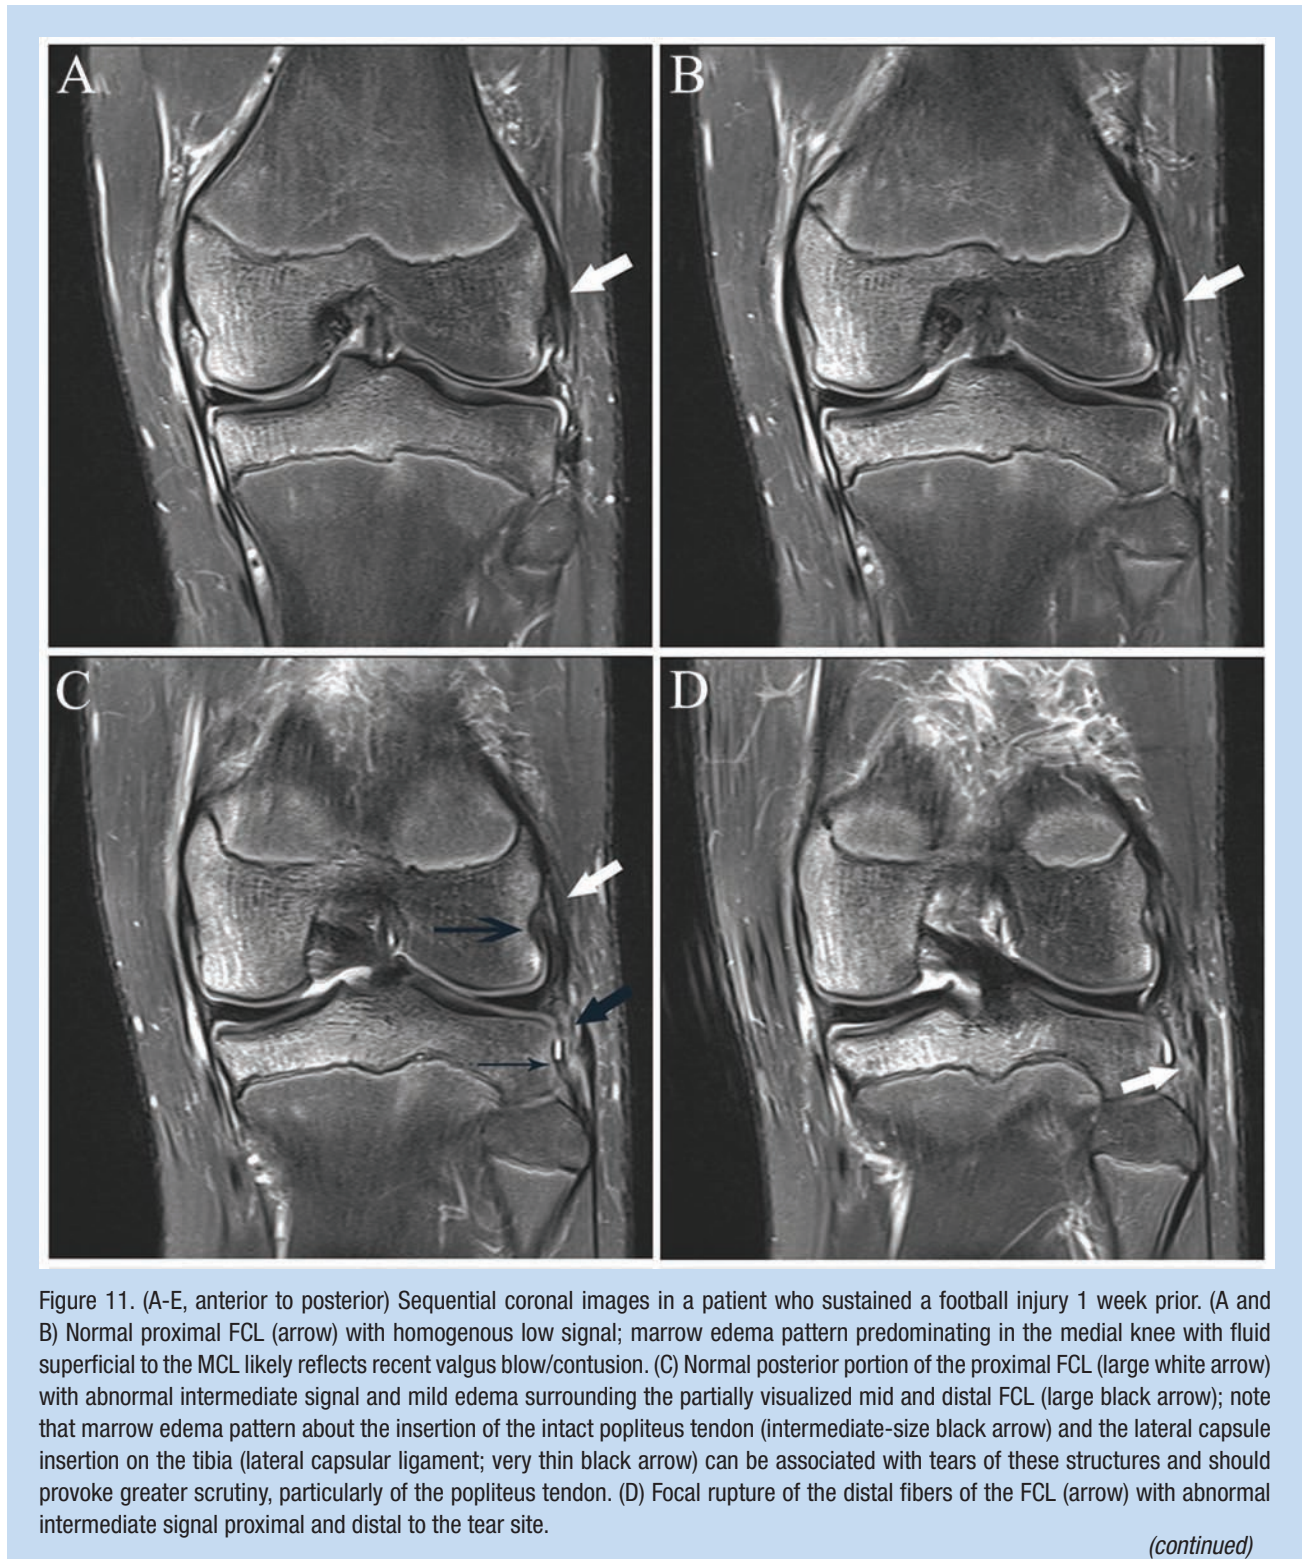 A
B
C
D
Figure 11. (A-E, anterior to posterior) Sequential coronal images in a patient who sustained a football injury 1 week prior. (A and
B) Normal proximal FCL (arrow) with homogenous low signal; marrow edema pattern predominating in the medial knee with fluid
superficial to the MCL likely reflects recent valgus blow/contusion. (C) Normal posterior portion of the proximal FCL (large white arrow)
with abnormal intermediate signal and mild edema surrounding the partially visualized mid and distal FCL (large black arrow); note
that marrow edema pattern about the insertion of the intact popliteus tendon (intermediate-size black arrow) and the lateral capsule
insertion on the tibia (lateral capsular ligament; very thin black arrow) can be associated with tears of these structures and should
provoke greater scrutiny, particularly of the popliteus tendon. (D) Focal rupture of the distal fibers of the FCL (arrow) with abnormal
intermediate signal proximal and distal to the tear site.
(continued)